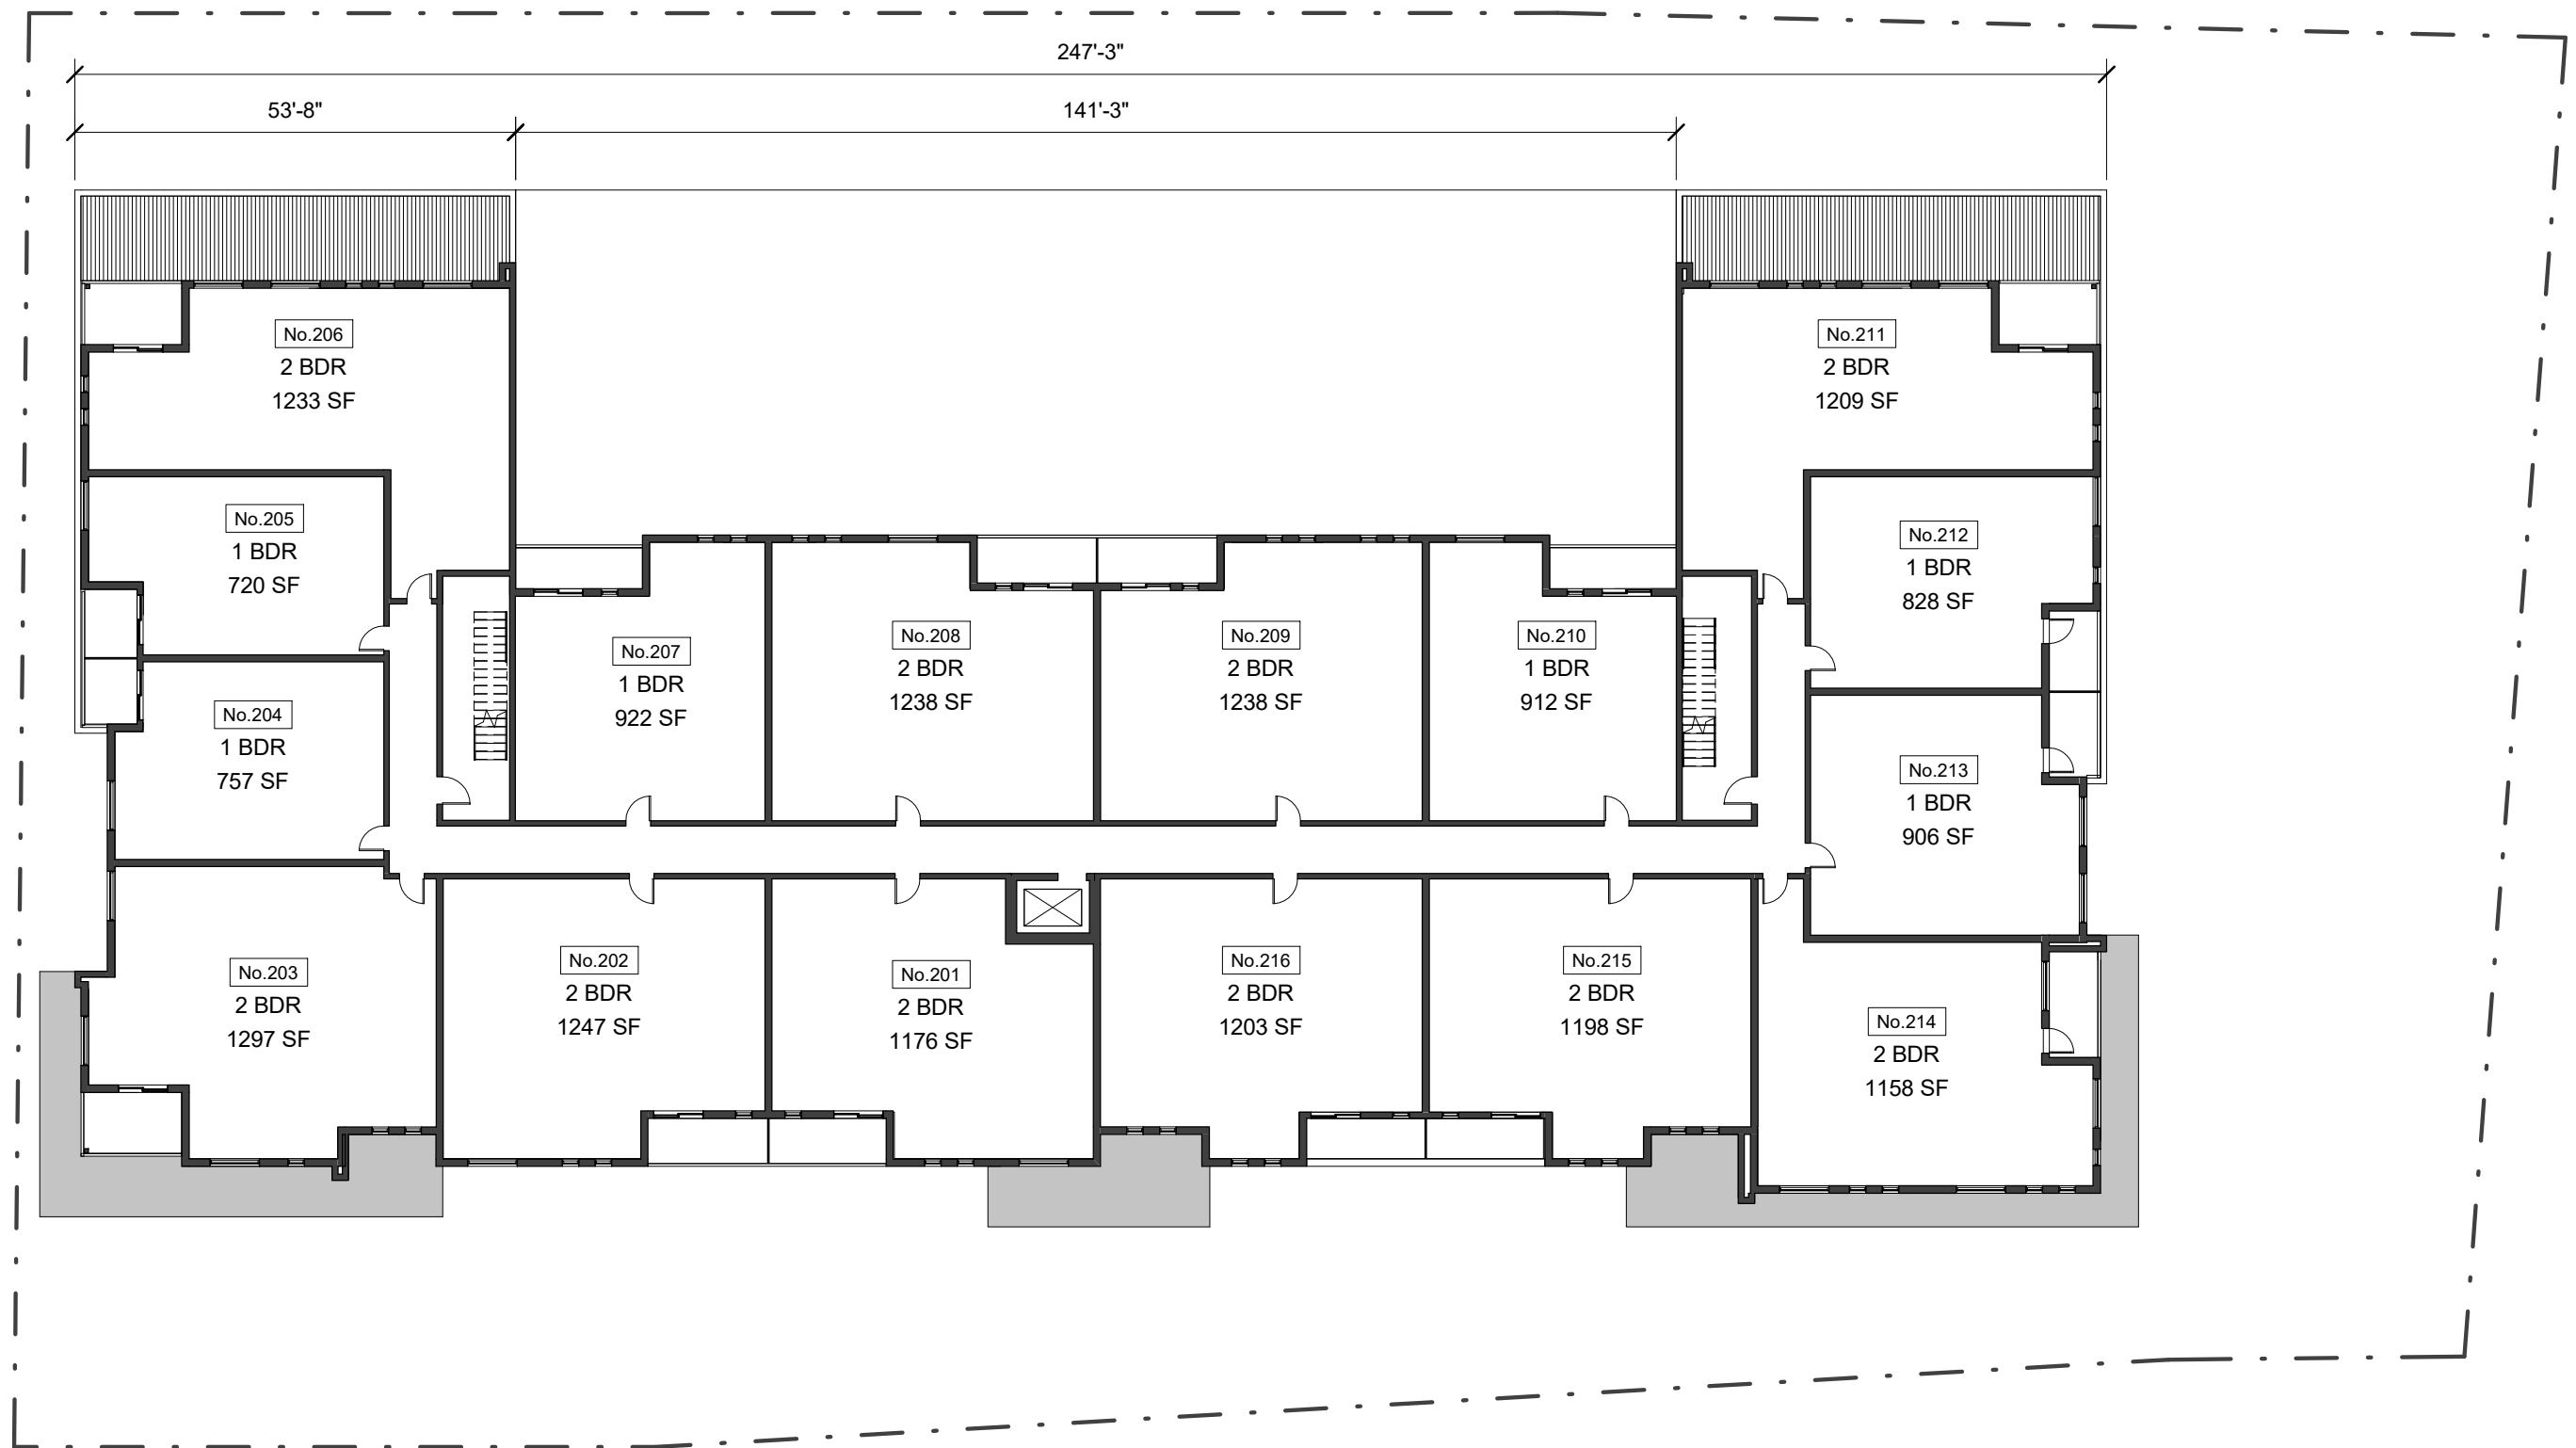 247'-3"
53'-8"
141'-3"
No.206
2 BDR
1233 SF
No.211
2 BDR
1209 SF
No.205
1 BDR
720 SF
No.212
1 BDR
828 SF
No.207
1 BDR
922 SF
No.208
2 BDR
1238 SF
No.209
2 BDR
1238 SF
No.210
1 BDR
912 SF
No.204
1 BDR
757 SF
No.213
1 BDR
906 SF
No.203
2 BDR
1297 SF
No.202
2 BDR
1247 SF
No.201
2 BDR
1176 SF
No.216
2 BDR
1203 SF
No.215
2 BDR
1198 SF
No.214
2 BDR
1158 SF